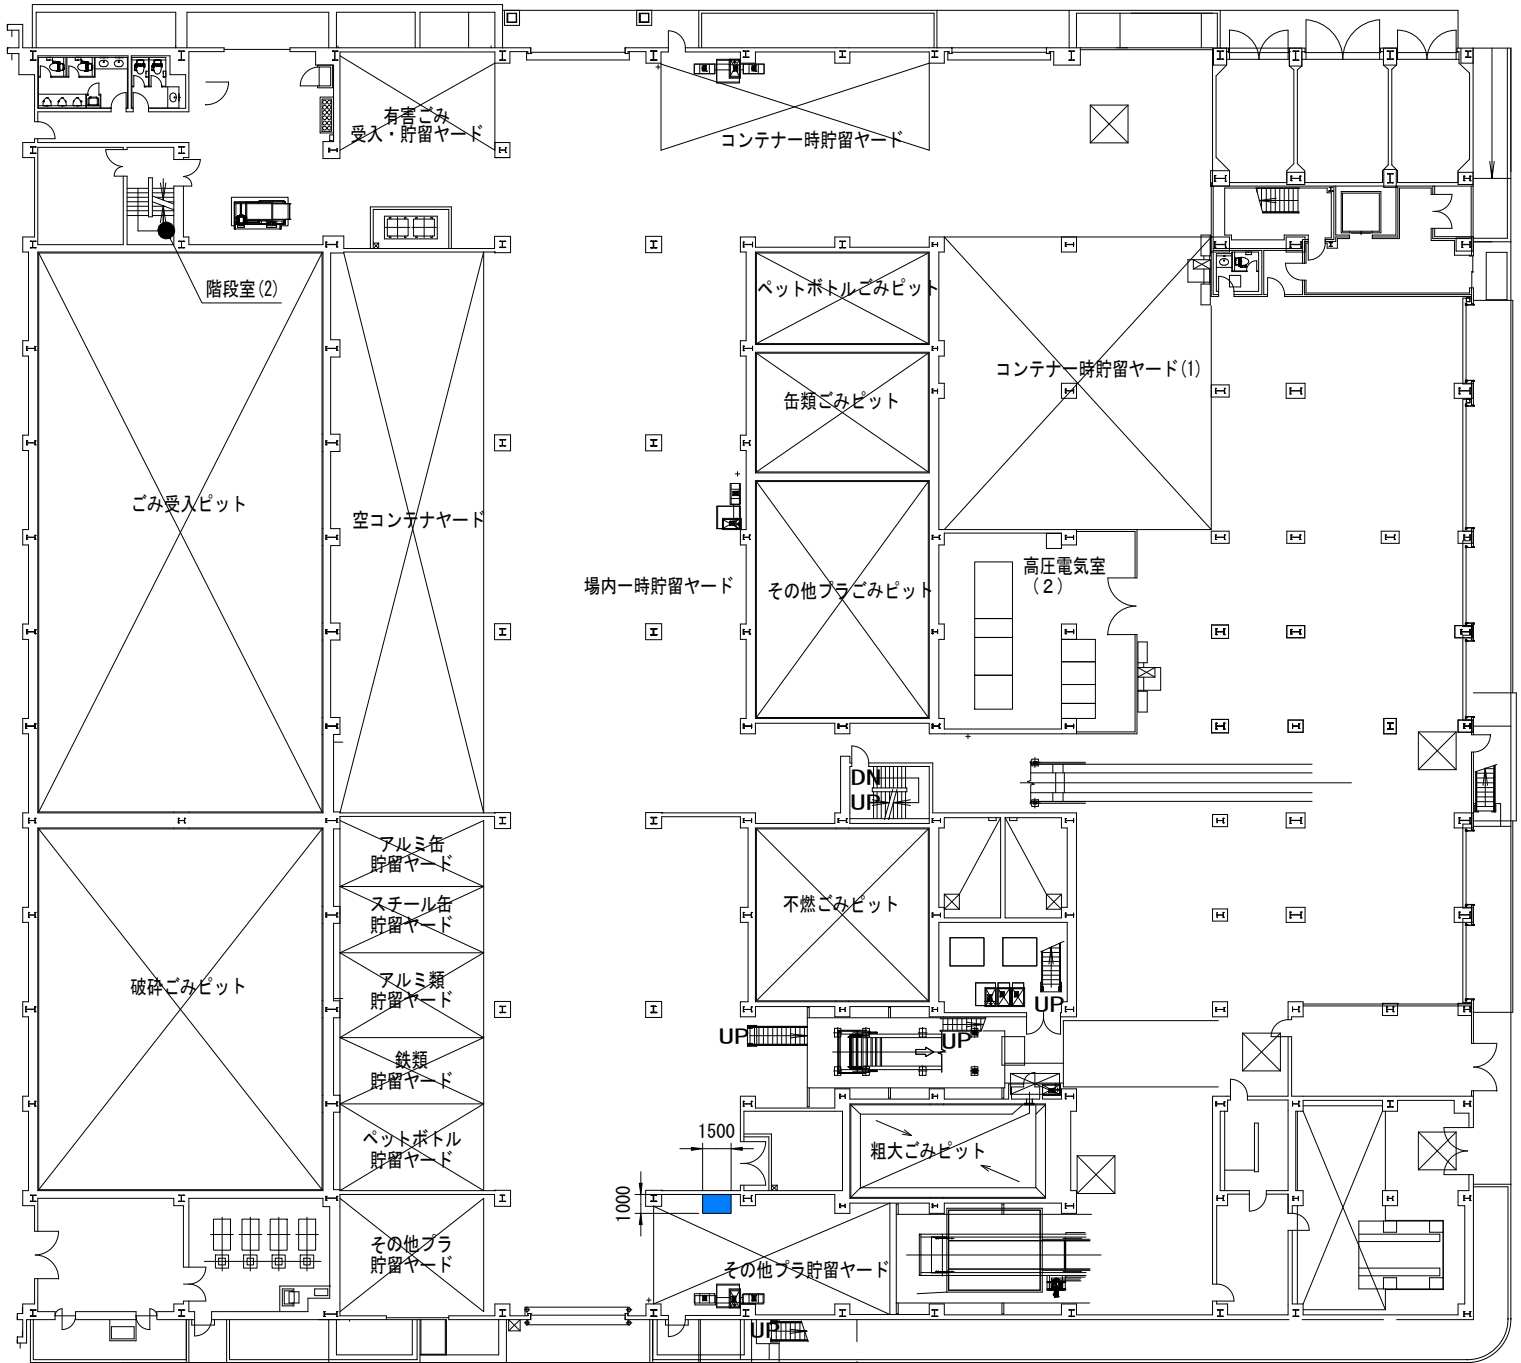 有害ごみ
受入・貯留ヤード
コンテナ一時貯留ヤード
階段室(2)
ペットボトルごみピット
コンテナ一時貯留ヤード(1)
缶類ごみピット
ごみ受入ピット
空コンテナヤード
場内一時貯留ヤード
その他プラごみピット
高圧電気室
(2)
DN
UP
アルミ缶
貯留ヤード
スチール缶
貯留ヤード
不燃ごみピット
アルミ類
貯留ヤード
破砕ごみピット
UP
UP
UP
鉄類
貯留ヤード
ペットボトル
貯留ヤード
1500
粗大ごみピット
1000
その他プラ
貯留ヤード
その他プラ貯留ヤード
UP